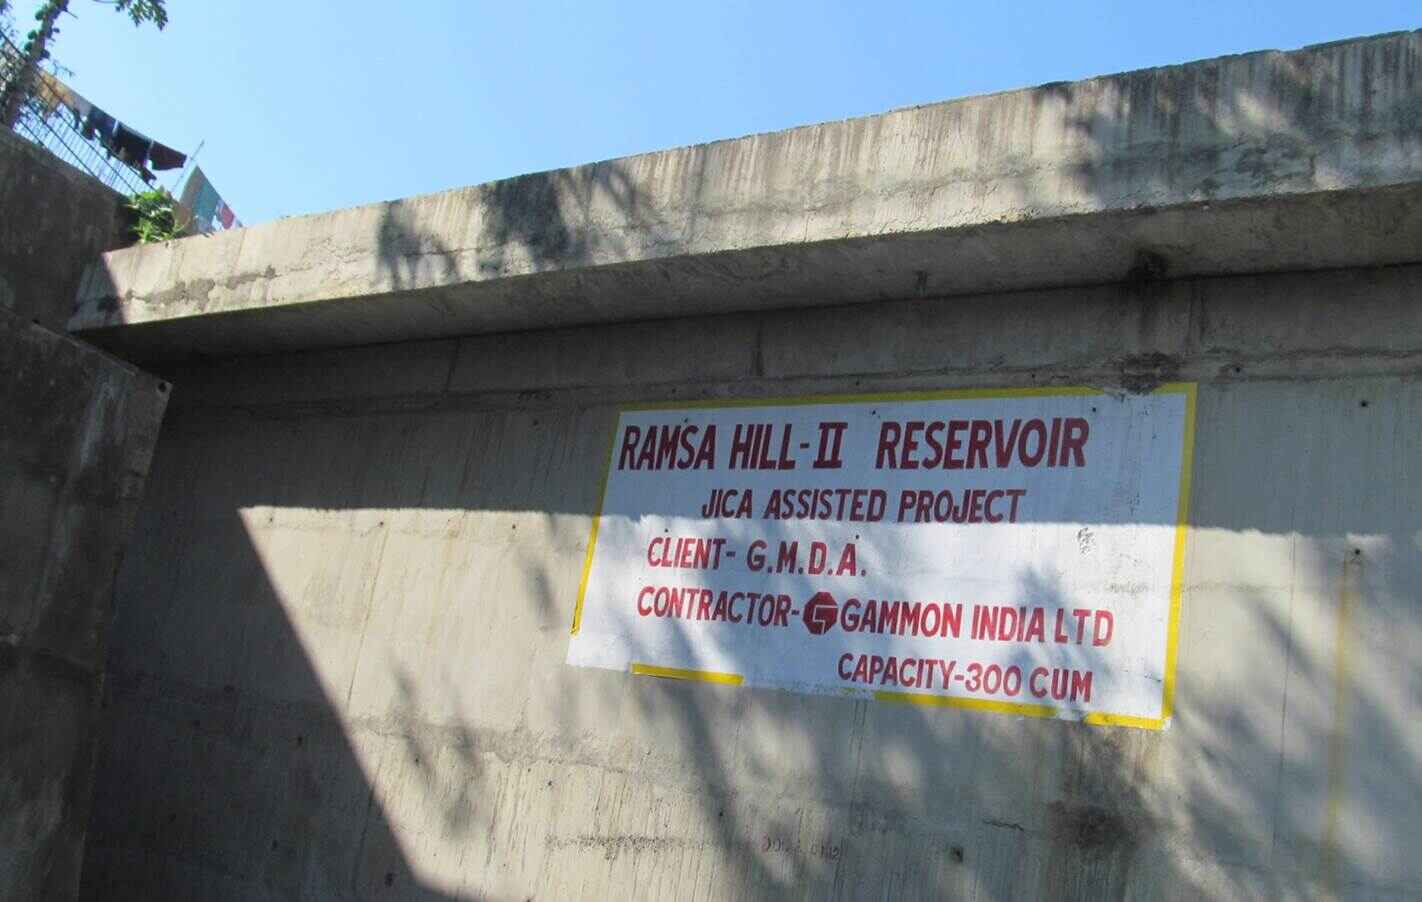 RAMSA HILL-II RESERVOIR
JICA ASSISTED PROJECT
CLIENT- G.M.D.A.
CONTRACTOR- GAMMON INDIA LTD
CAPACITY-300 CUM